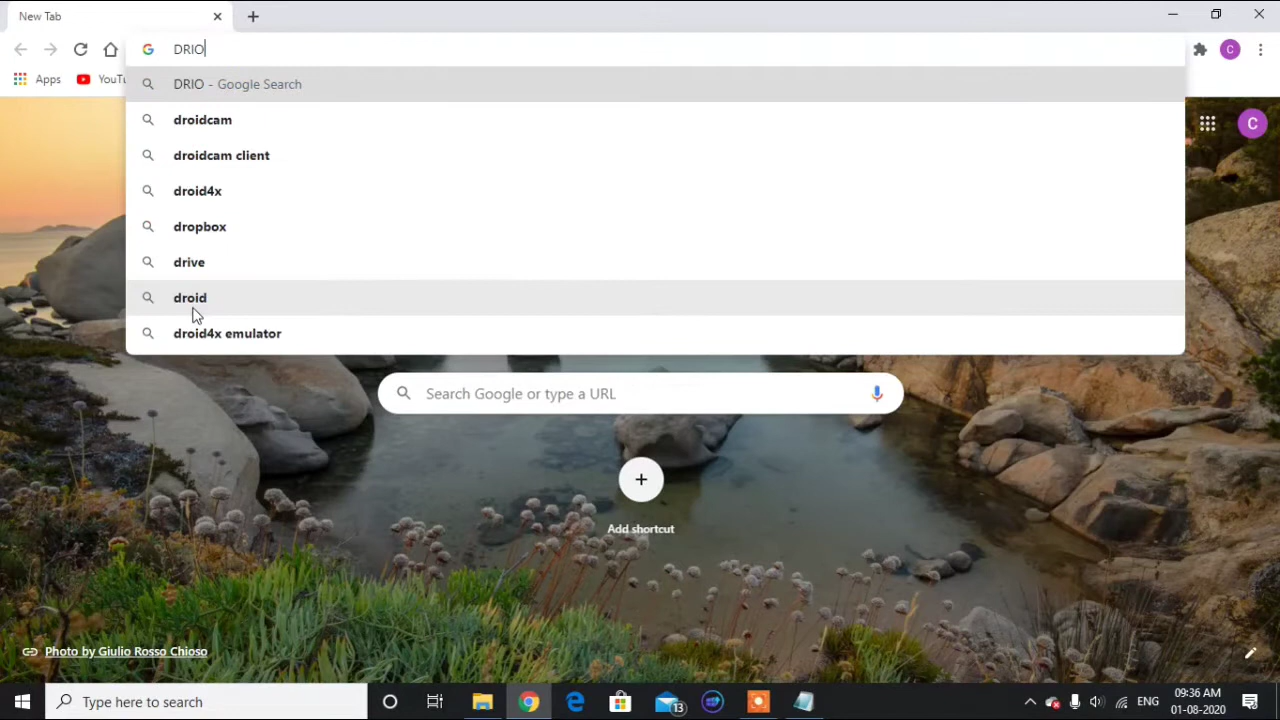 New Tab
DRIO
DRIO - Google Search
Apps
YouTu
droidcam
droidcam client
droid4x
dropbox
drive
droid
droid4x emulator
C
C
Search Google or type a URL
Add shortcut
Photo by Giulio Rosso Chioso
Type here to search
13
ENG
09:36 AM
01-08-2020